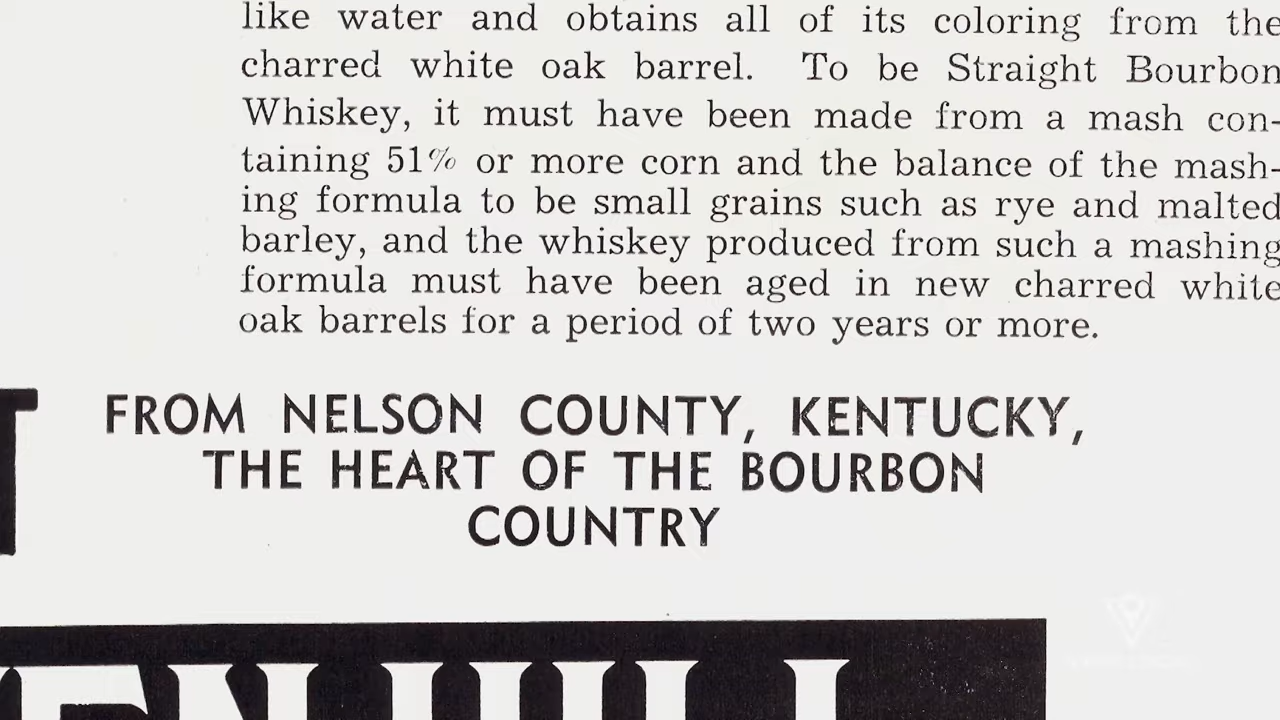 like water and obtains all of its coloring from the
charred white oak barrel. To be Straight Bourbon
Whiskey, it must have been made from a mash con-
taining 51% or more corn and the balance of the mash-
ing formula to be small grains such as rye and malted
barley, and the whiskey produced from such a mashing
formula must have been aged in new charred white
oak barrels for a period of two years or more.
FROM NELSON COUNTY, KENTUCKY,
THE HEART OF THE BOURBON
COUNTRY